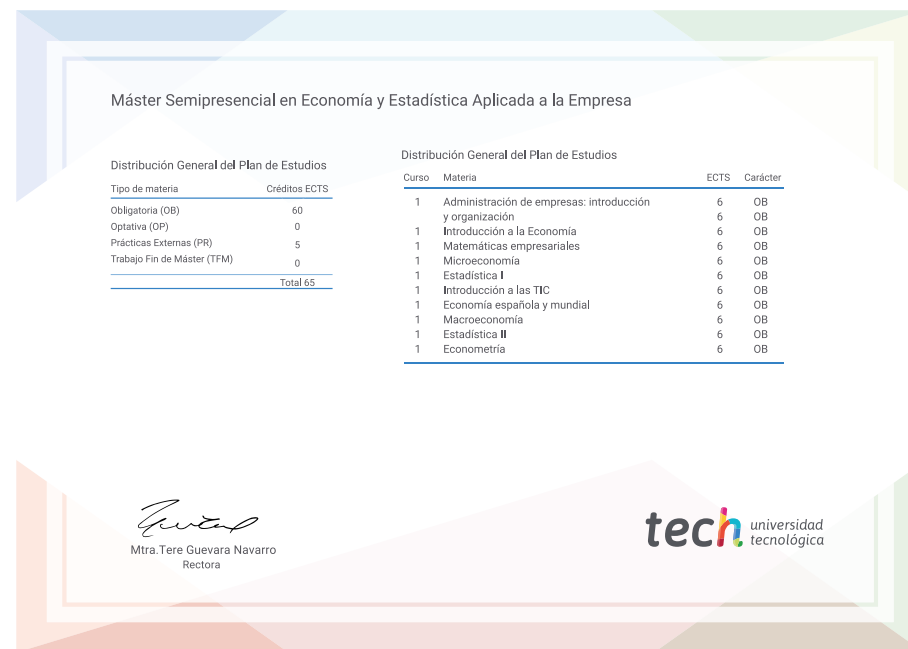 Máster Semipresencial en Economía y Estadística Aplicada a la Empresa
Distribución General del Plan de Estudios
Tipo de materia Créditos ECTS
Obligatoria (OB) 60
Optativa (OP) 0
Prácticas Externas (PR) 5
Trabajo Fin de Máster (TFM) 0
Total 65
Distribución General del Plan de Estudios
Curso Materia ECTS Carácter
1 Administración de empresas: introducción 6 OB
y organización 6 OB
1 Introducción a la Economía 6 OB
1 Matemáticas empresariales 6 OB
1 Microeconomía 6 OB
1 Estadística I 6 OB
1 Introducción a las TIC 6 OB
1 Economía española y mundial 6 OB
1 Macroeconomía 6 OB
1 Estadística II 6 OB
1 Econometría 6 OB
Mtra.Tere Guevara Navarro
Rectora
tech universidad
tecnológica